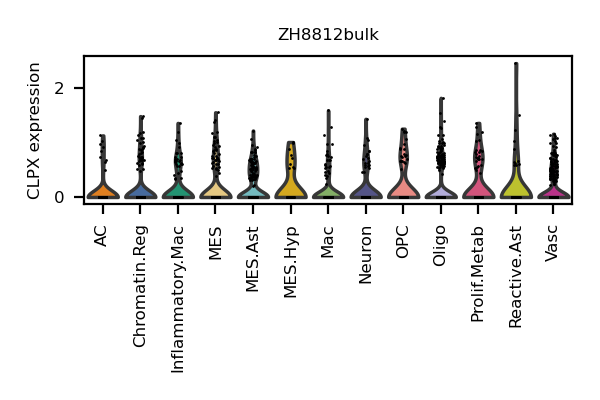 ZH8812bulk
CLPX expression
2
0
AC
Chromatin.Reg
Inflammatory.Mac
MES
MES.Ast
MES.Hyp
Mac
Neuron
OPC
Oligo
Prolif.Metab
Reactive.Ast
Vasc